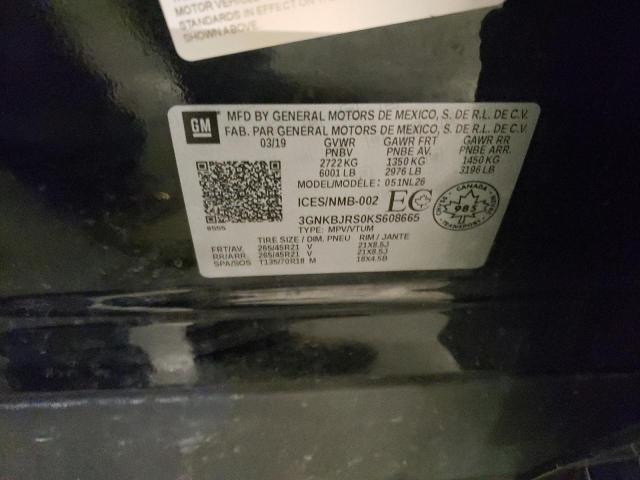 MOTOR VEHICLE
STANDARDS IN EFFECT ON
SHOWN ABOVE
GM
MFD BY GENERAL MOTORS DE MEXICO, S. DE R.L. DE C.V.
FAB. PAR GENERAL MOTORS DE MEXICO, S. DE R.L. DE C.V.
03/19 GVWR GAWR FRT GAWR RR
PNBV PNBE AV. PNBE ARR.
2722 KG 1350 KG 1450 KG
6001 LB 2976 LB 3196 LB
MODEL/MODÈLE: 051NL26
ICES/NMB-002 EC
CANADA
985
TRANSPORT
8555
3GNKBJRS0KS608665
MPV/VTUM
TIRE SIZE / DIM. PNEU RIM / JANTE
FRT/AV. 265/45R21 V 21X8.5J
RR/ARR. 265/45R21 V 21X8.5J
SPA/SOS T135/70R18 M 18X4.5B